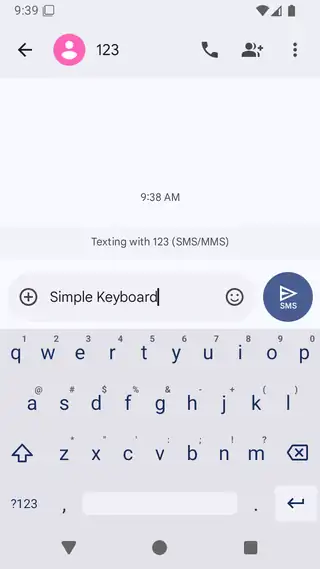 9:39
123
9:38 AM
Texting with 123 (SMS/MMS)
Simple Keyboard
SMS
1 2 3 4 5 6 7 8 9 0
q w e r t y u i o p
@ # $ % & - + ( )
a s d f g h j k l
* " ' : ; ! ?
z x c v b n m
?123 , .